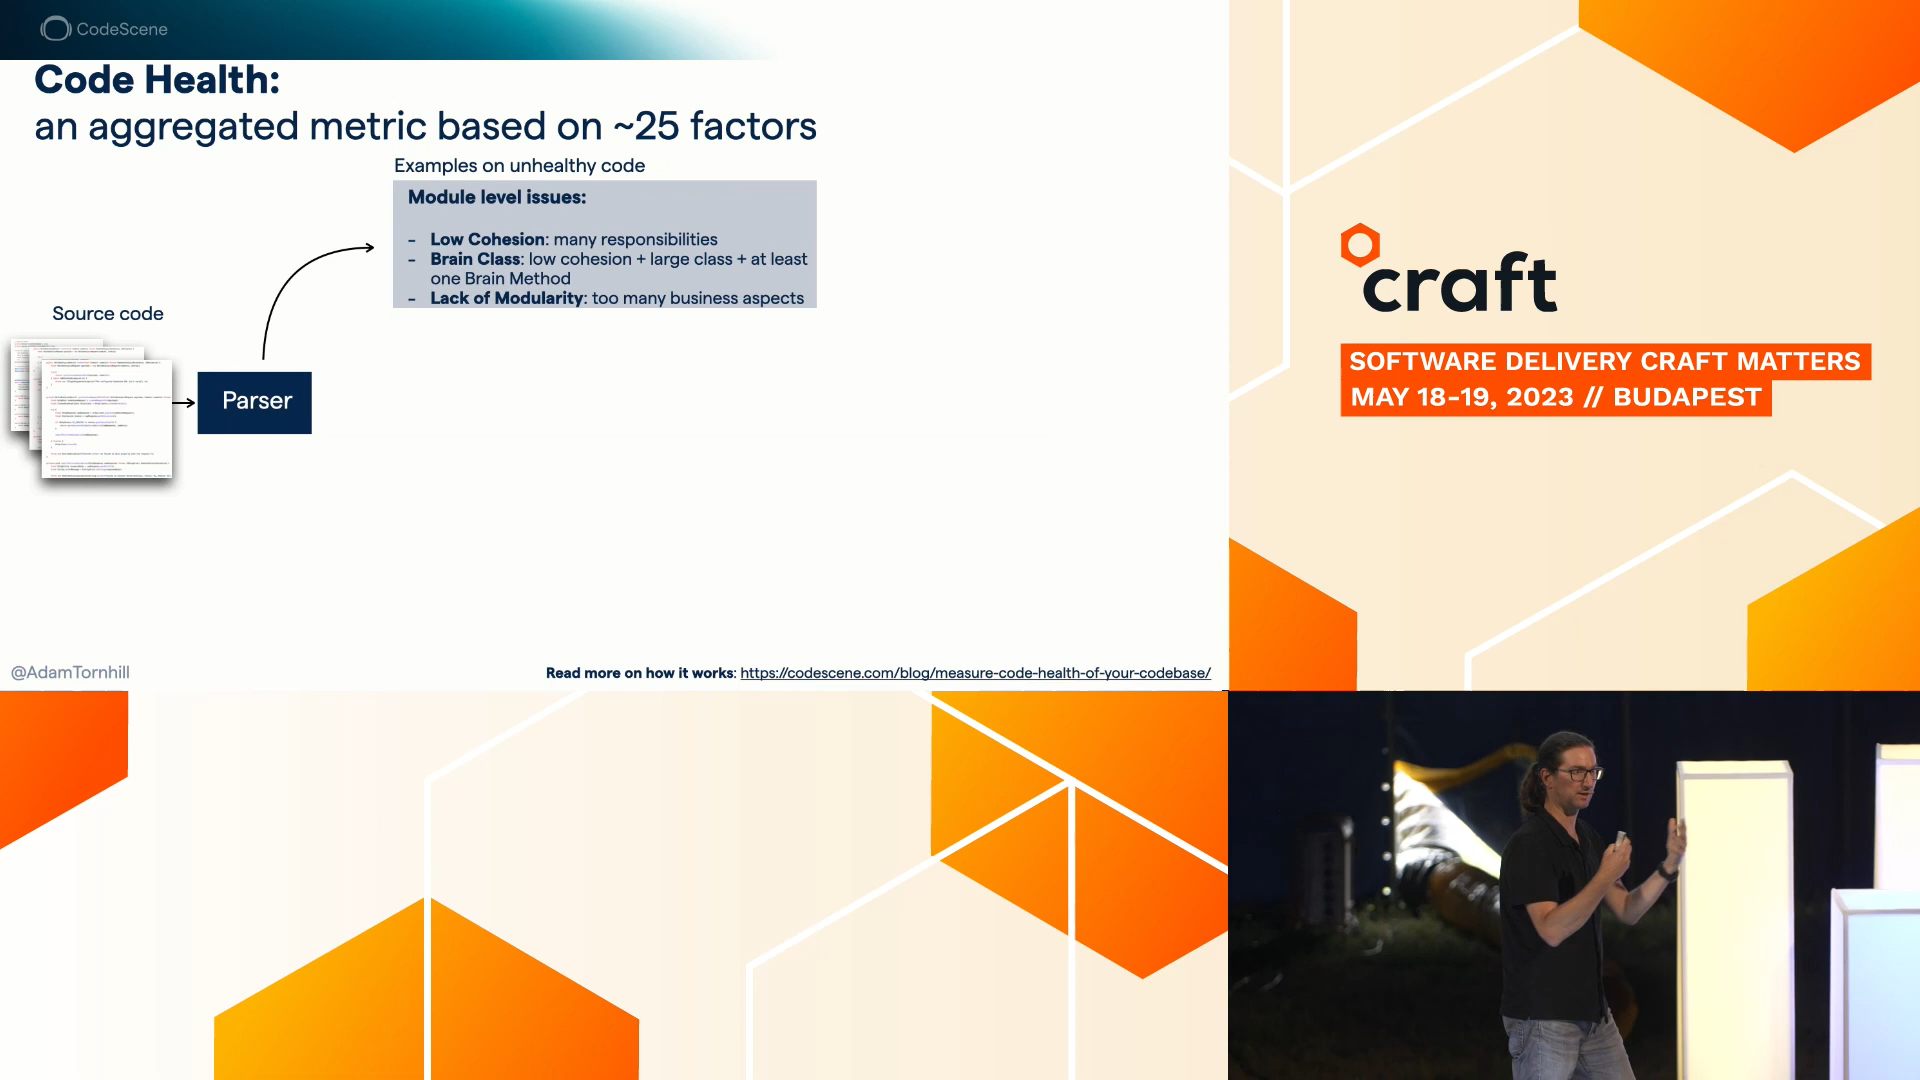 CodeScene
Code Health:
an aggregated metric based on ~25 factors
Examples on unhealthy code
Module level issues:
- Low Cohesion: many responsibilities
- Brain Class: low cohesion + large class + at least
one Brain Method
- Lack of Modularity: too many business aspects
Source code
Parser
@AdamTornhill
Read more on how it works: https://codescene.com/blog/measure-code-health-of-your-codebase/
craft
SOFTWARE DELIVERY CRAFT MATTERS
MAY 18-19, 2023 // BUDAPEST